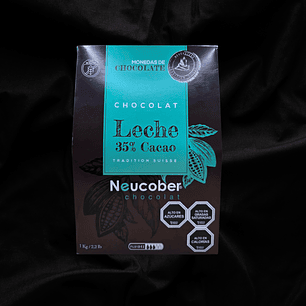 MONEDAS DE
CHOCOLATE
CHOCOLAT
Leche
35% Cacao
TRADITION SUISSE
Neucober
chocolat
ALTO EN
AZÚCARES
ALTO EN
GRASAS
SATURADAS
ALTO EN
CALORÍAS